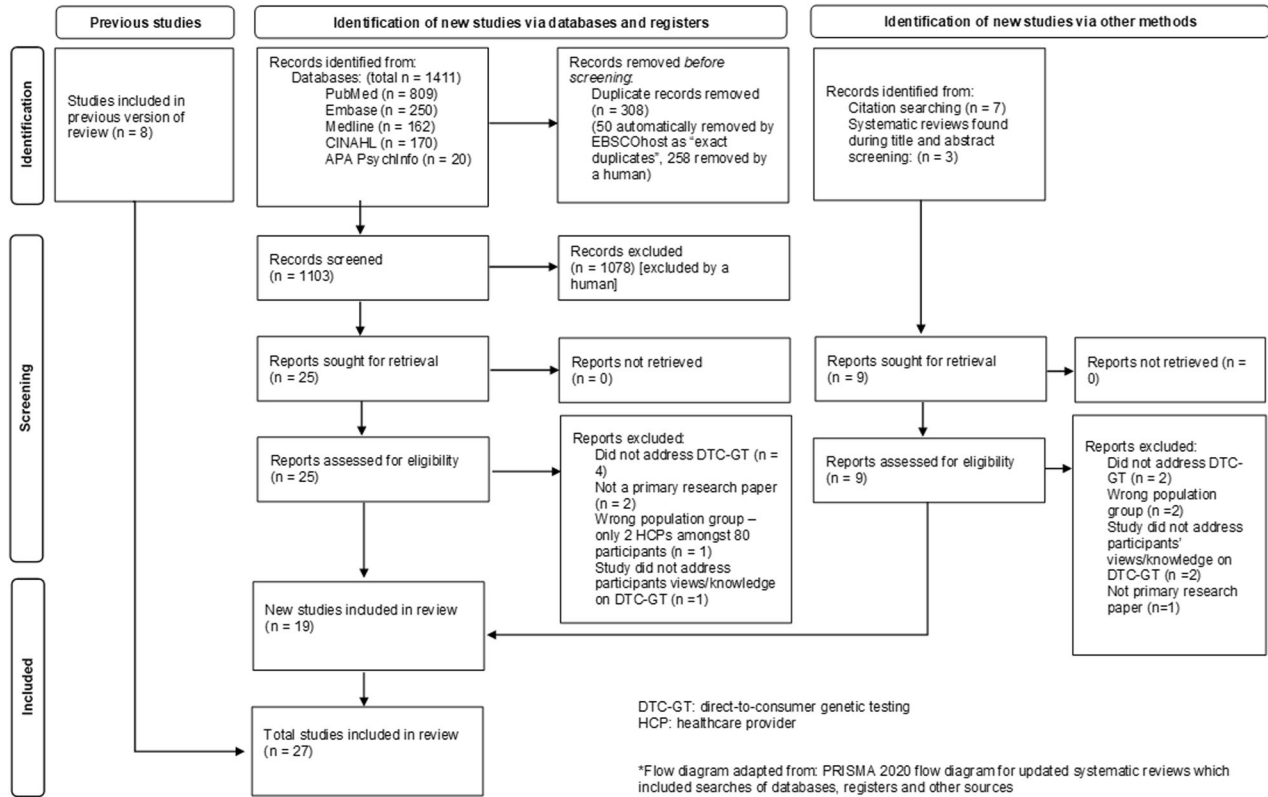 Previous studies
Identification of new studies via databases and registers
Identification of new studies via other methods
Identification
Studies included in
previous version of
review (n = 8)
Records identified from:
Databases: (total n = 1411)
PubMed (n = 809)
Embase (n = 250)
Medline (n = 162)
CINAHL (n = 170)
APA PsychInfo (n = 20)
Records removed before
screening:
Duplicate records removed
(n = 308)
(50 automatically removed by
EBSCOhost as “exact
duplicates”, 258 removed by
a human)
Records identified from:
Citation searching (n = 7)
Systematic reviews found
during title and abstract
screening: (n = 3)
Screening
Records screened
(n = 1103)
Records excluded
(n = 1078) [excluded by a
human]
Reports sought for retrieval
(n = 25)
Reports not retrieved
(n = 0)
Reports sought for retrieval
(n = 9)
Reports not retrieved (n =
0)
Reports assessed for eligibility
(n = 25)
Reports excluded:
Did not address DTC-GT (n =
4)
Not a primary research paper
(n = 2)
Wrong population group –
only 2 HCPs amongst 80
participants (n = 1)
Study did not address
participants views/knowledge
on DTC-GT (n =1)
Reports assessed for eligibility
(n = 9)
Reports excluded:
Did not address DTC-
GT (n = 2)
Wrong population
group (n =2)
Study did not address
participants’
views/knowledge on
DTC-GT (n =2)
Not primary research
paper (n=1)
Included
New studies included in review
(n = 19)
Total studies included in review
(n = 27)
DTC-GT: direct-to-consumer genetic testing
HCP: healthcare provider
*Flow diagram adapted from: PRISMA 2020 flow diagram for updated systematic reviews which
included searches of databases, registers and other sources